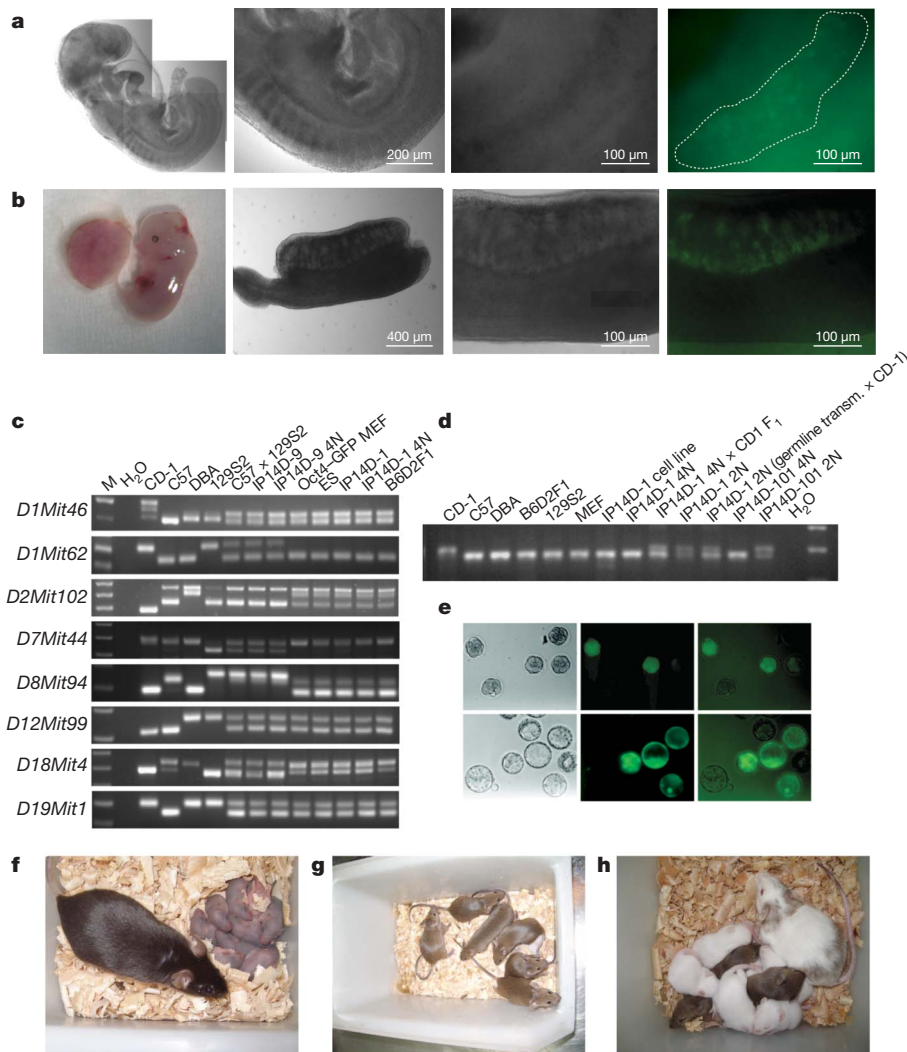 a
200 µm
100 µm
100 µm
b
400 µm
100 µm
100 µm
c
M
H2O
CD-1
C57
DBA
129S2
C57 × 129S2
IP14D-9
IP14D-9 4N
Oct4–GFP MEF
ES
IP14D-1
IP14D-1 4N
B6D2F1
D1Mit46
D1Mit62
D2Mit102
D7Mit44
D8Mit94
D12Mit99
D18Mit4
D19Mit1
d
CD-1
C57
DBA
B6D2F1
129S2
MEF
IP14D-1 cell line
IP14D-1 4N
IP14D-1 4N × CD1 F1
IP14D-1 2N
IP14D-1 2N (germline transm. × CD-1)
IP14D-101 4N
IP14D-101 2N
H2O
e
f
g
h